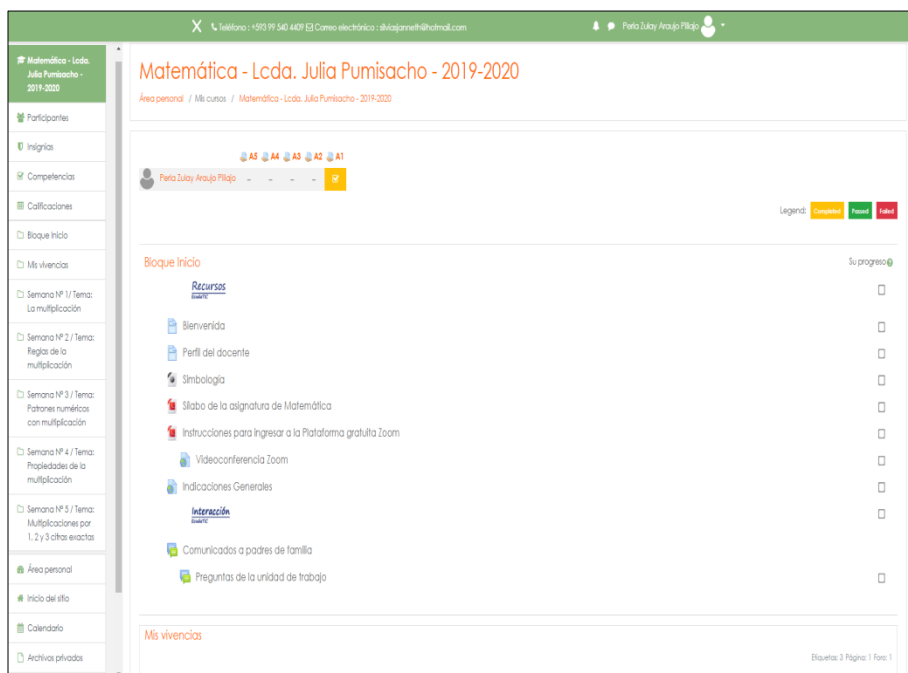 X Teléfono : +593 99 540 4409 Correo electrónico : silviasjanneth@hotmail.com
Perla Zulay Araujo Pillajo
Matemática - Lcda.
Julia Pumisacho -
2019-2020
Participantes
Insignias
Competencias
Calificaciones
Bloque Inicio
Mis vivencias
Semana Nº 1/ Tema:
La multiplicación
Semana Nº 2 / Tema:
Reglas de la
multiplicación
Semana Nº 3 / Tema:
Patrones numéricos
con multiplicación
Semana Nº 4 / Tema:
Propiedades de la
multiplicación
Semana Nº 5 / Tema:
Multiplicaciones por
1, 2 y 3 cifras exactas
Área personal
Inicio del sitio
Calendario
Archivos privados
Matemática - Lcda. Julia Pumisacho - 2019-2020
Área personal / Mis cursos / Matemática - Lcda. Julia Pumisacho - 2019-2020
A5 A4 A3 A2 A1
Perla Zulay Araujo Pillajo - - - -
Legend: Completed Passed Failed
Bloque Inicio
Su progreso
Recursos
EcudaTIC
Bienvenida
Perfil del docente
Simbología
Sílabo de la asignatura de Matemática
Instrucciones para ingresar a la Plataforma gratuita Zoom
Videoconferencia Zoom
Indicaciones Generales
Interacción
EcudaTIC
Comunicados a padres de familia
Preguntas de la unidad de trabajo
Mis vivencias
Etiquetas: 3 Página: 1 Foro: 1